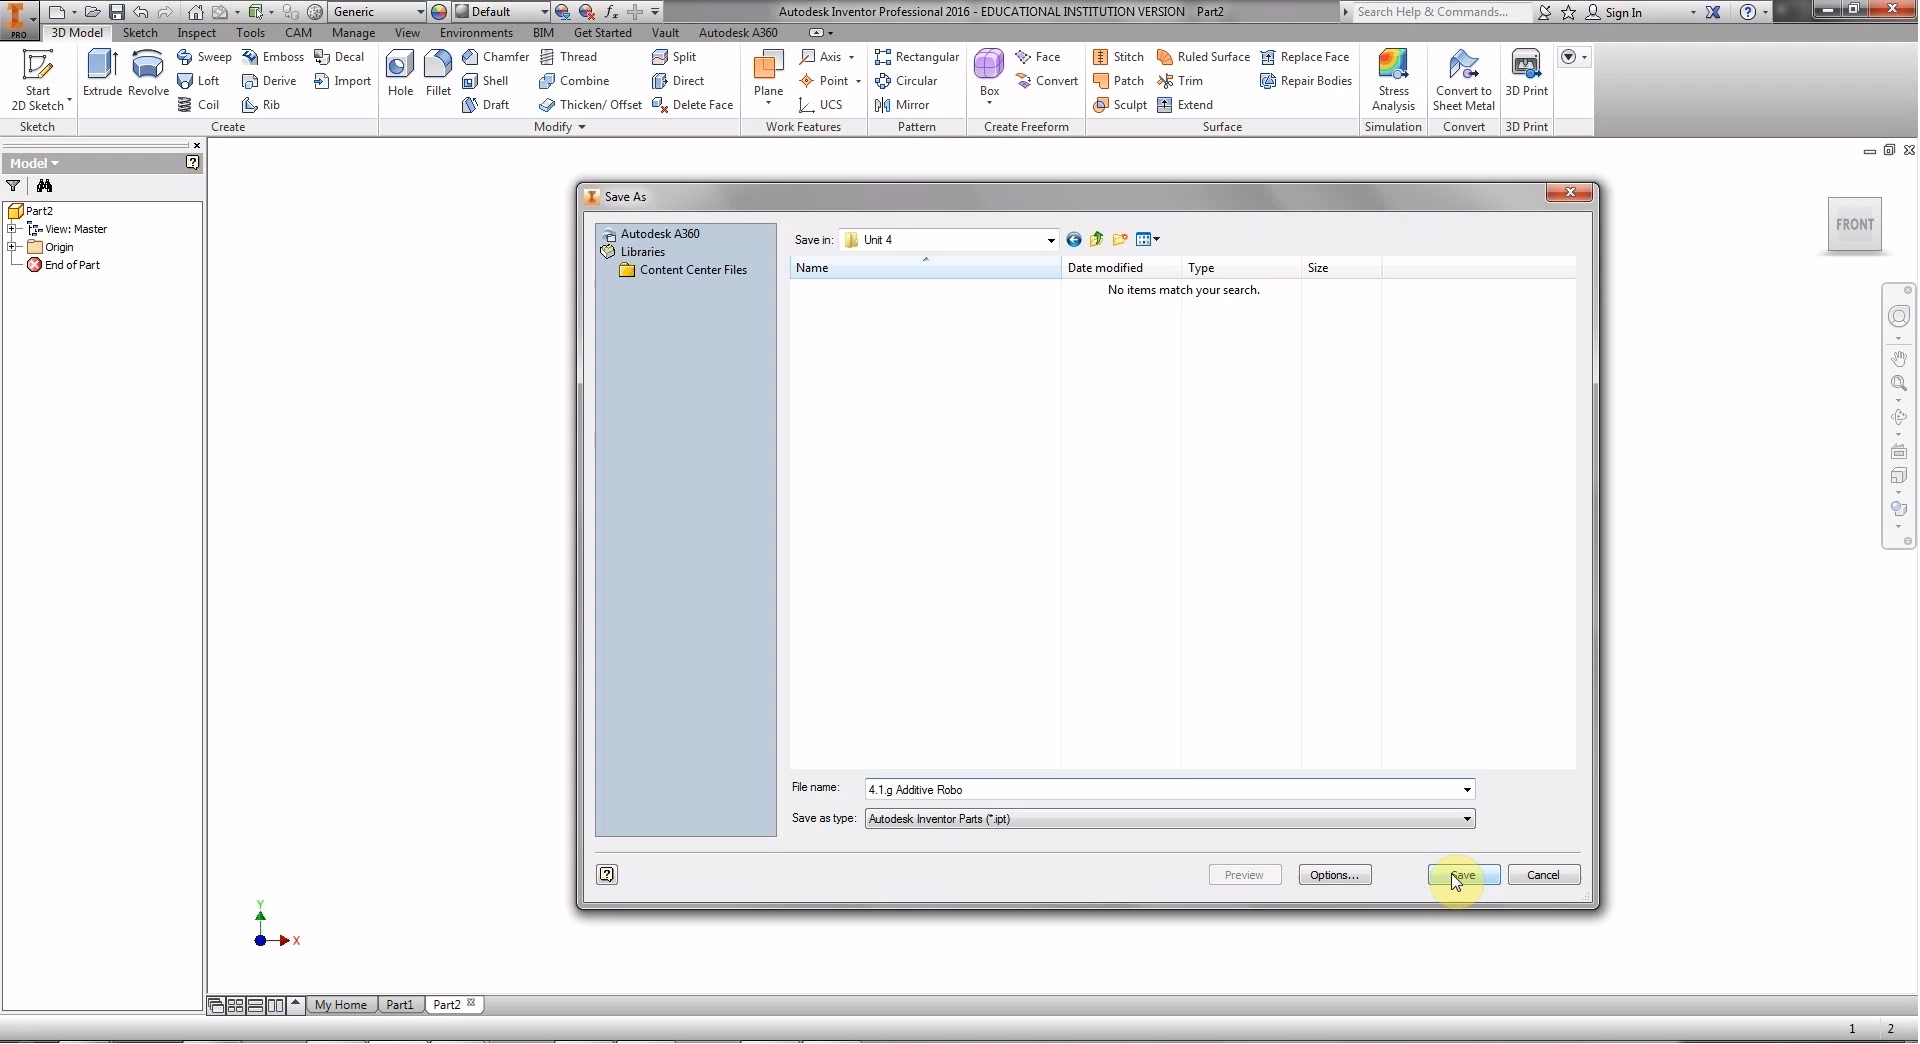 Generic
Default
Autodesk Inventor Professional 2016 - EDUCATIONAL INSTITUTION VERSION Part2
Search Help & Commands...
Sign In
PRO
3D Model Sketch Inspect Tools CAM Manage View Environments BIM Get Started Vault Autodesk A360
Start
2D Sketch
Sketch
Extrude
Revolve
Sweep Emboss Decal
Loft Derive Import
Coil Rib
Create
Hole
Fillet
Chamfer Thread Split
Shell Combine Direct
Draft Thicken/ Offset Delete Face
Modify
Plane
Axis
Point
UCS
Work Features
Rectangular
Circular
Mirror
Pattern
Box
Face
Convert
Create Freeform
Stitch Ruled Surface Replace Face
Patch Trim Repair Bodies
Sculpt Extend
Surface
Stress
Analysis
Simulation
Convert to
Sheet Metal
Convert
3D Print
3D Print
Model
Part2
View: Master
Origin
End of Part
Save As
Autodesk A360
Libraries
Content Center Files
Save in: Unit 4
Name Date modified Type Size
No items match your search.
File name: 4.1.g Additive Robo
Save as type: Autodesk Inventor Parts (*.ipt)
Preview Options... Save Cancel
FRONT
Y
X
My Home Part1 Part2
1 2